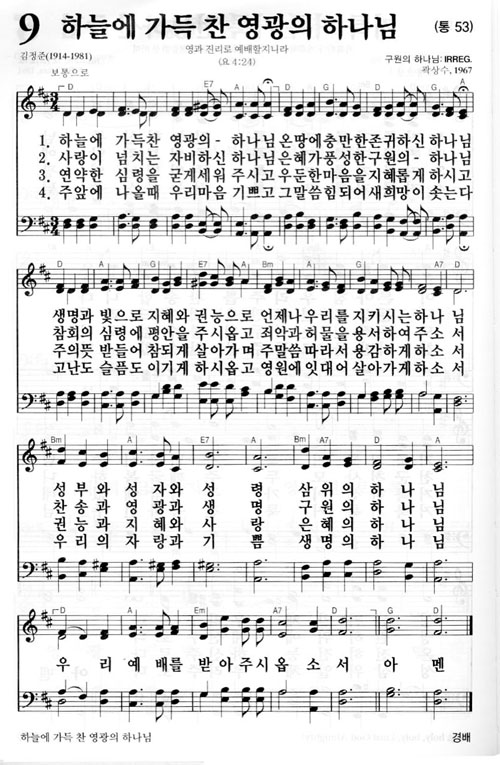 9 하늘에 가득 찬 영광의 하나님 (통 53)
영과 진리로 예배할지니라
김정준(1914-1981) (요 4:24) 구원의 하나님: IRREG.
보통으로 곽상수, 1967
D E7 A D G A
1. 하늘에 가득찬 영광의 - 하나님 온땅에충만한존귀하신 하나님
2. 사랑이 넘치는 자비하신 하나님 은혜가풍성한구원의 - 하나님
3. 연약한 심령을 굳게세워 주시고 우둔한마음을지혜롭게 하시고
4. 주앞에 나올때 우리마음 기쁘고 그말씀힘되어새희망이 솟는다
D G A E7 A E7 A Bm A G A7 D
생명과 빛으로 지혜와 권능으로 언제나우리를 지키시는하나 님
참회의 심령에 평안을 주시옵고 죄악과허물을 용서하여주소 서
주의뜻 받들어 참되게 살아가며 주말씀따라서 용감하게하소 서
고난도 슬픔도 이기게 하시옵고 영원에잇대어 살아가게하소 서
Bm A E7 A Bm A7 D A
성부와성자와 성 령 삼위의하 나 님
찬송과영광과 생 명 구원의하 나 님
권능과지혜와 사 랑 은혜의하 나 님
우리의자랑과 기 쁨 생명의하 나 님
D A Em A7 D G D
우 리 예 배 를 받 아 주 시 옵 소 서 아 멘
하늘에 가득 찬 영광의 하나님 경배